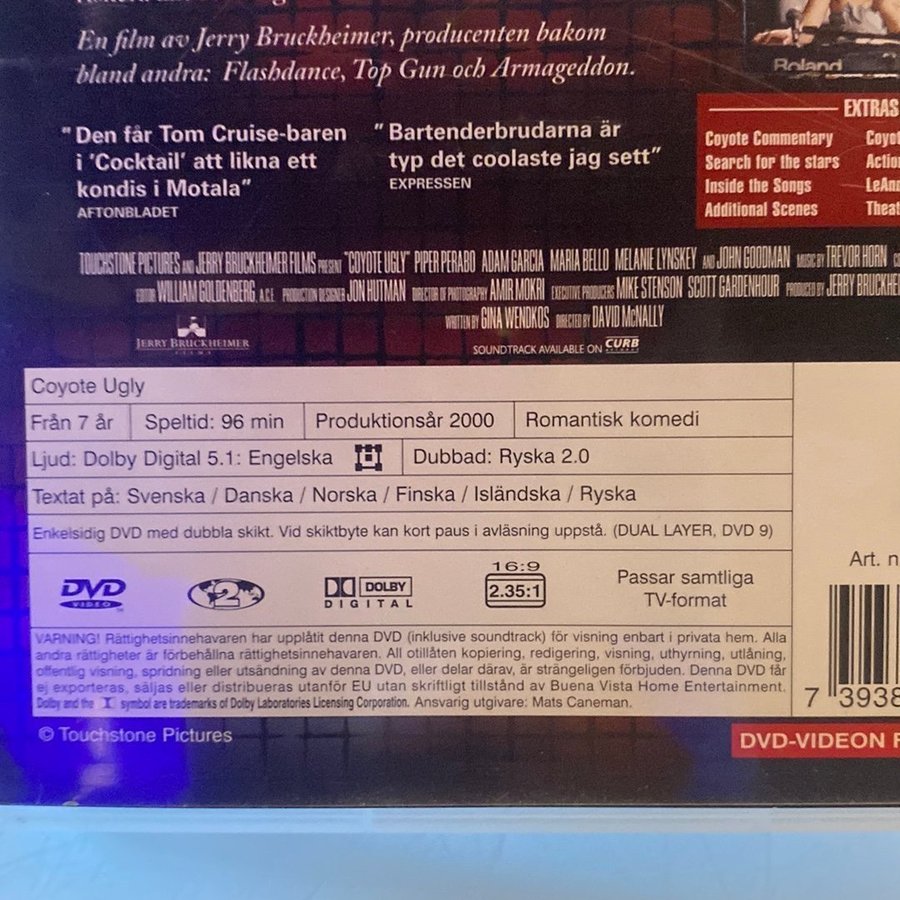 En film av Jerry Bruckheimer, producenten bakom
bland andra: Flashdance, Top Gun och Armageddon.
"Den får Tom Cruise-baren
i 'Cocktail' att likna ett
kondis i Motala"
AFTONBLADET
"Bartenderbrudarna är
typ det coolaste jag sett"
EXPRESSEN
Roland
EXTRAS
Coyote Commentary
Search for the stars
Inside the Songs
Additional Scenes
TOUCHSTONE PICTURES AND JERRY BRUCKHEIMER FILMS PRESENT "COYOTE UGLY" PIPER PERABO ADAM GARCIA MARIA BELLO MELANIE LYNSKEY AND JOHN GOODMAN MUSIC BY TREVOR HORN
EDITOR WILLIAM GOLDENBERG, A.C.E. PRODUCTION DESIGNER JON HUTMAN DIRECTOR OF PHOTOGRAPHY AMIR MOKRI EXECUTIVE PRODUCERS MIKE STENSON SCOTT GARDENHOUR PRODUCED BY JERRY BRUCKHE
WRITTEN BY GINA WENDKOS DIRECTED BY DAVID McNALLY
JERRY BRUCKHEIMER
FILMS
SOUNDTRACK AVAILABLE ON CURB
Coyote Ugly
Från 7 år Speltid: 96 min Produktionsår 2000 Romantisk komedi
Ljud: Dolby Digital 5.1: Engelska Dubbad: Ryska 2.0
Textat på: Svenska / Danska / Norska / Finska / Isländska / Ryska
Enkelsidig DVD med dubbla skikt. Vid skiktbyte kan kort paus i avläsning uppstå. (DUAL LAYER, DVD 9)
DVD VIDEO TM
2
DOLBY DIGITAL
16:9
2.35:1
Passar samtliga
TV-format
Art. n
VARNING! Rättighetsinnehavaren har upplåtit denna DVD (inklusive soundtrack) för visning enbart i privata hem. Alla
andra rättigheter är förbehållna rättighetsinnehavaren. All otillåten kopiering, redigering, visning, uthyrning, utlåning,
offentlig visning, spridning eller utsändning av denna DVD, eller delar därav, är strängeligen förbjuden. Denna DVD får
ej exporteras, säljas eller distribueras utanför EU utan skriftligt tillstånd av Buena Vista Home Entertainment.
Dolby and the symbol are trademarks of Dolby Laboratories Licensing Corporation. Ansvarig utgivare: Mats Caneman.
7 3938
© Touchstone Pictures
DVD-VIDEON F